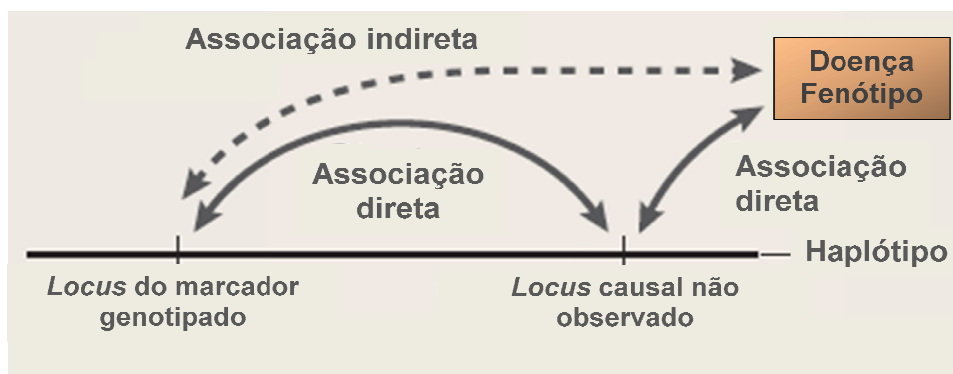 Associação indireta
Doença
Fenótipo
Associação
direta
Associação
direta
Haplótipo
Locus do marcador
genotipado
Locus causal não
observado